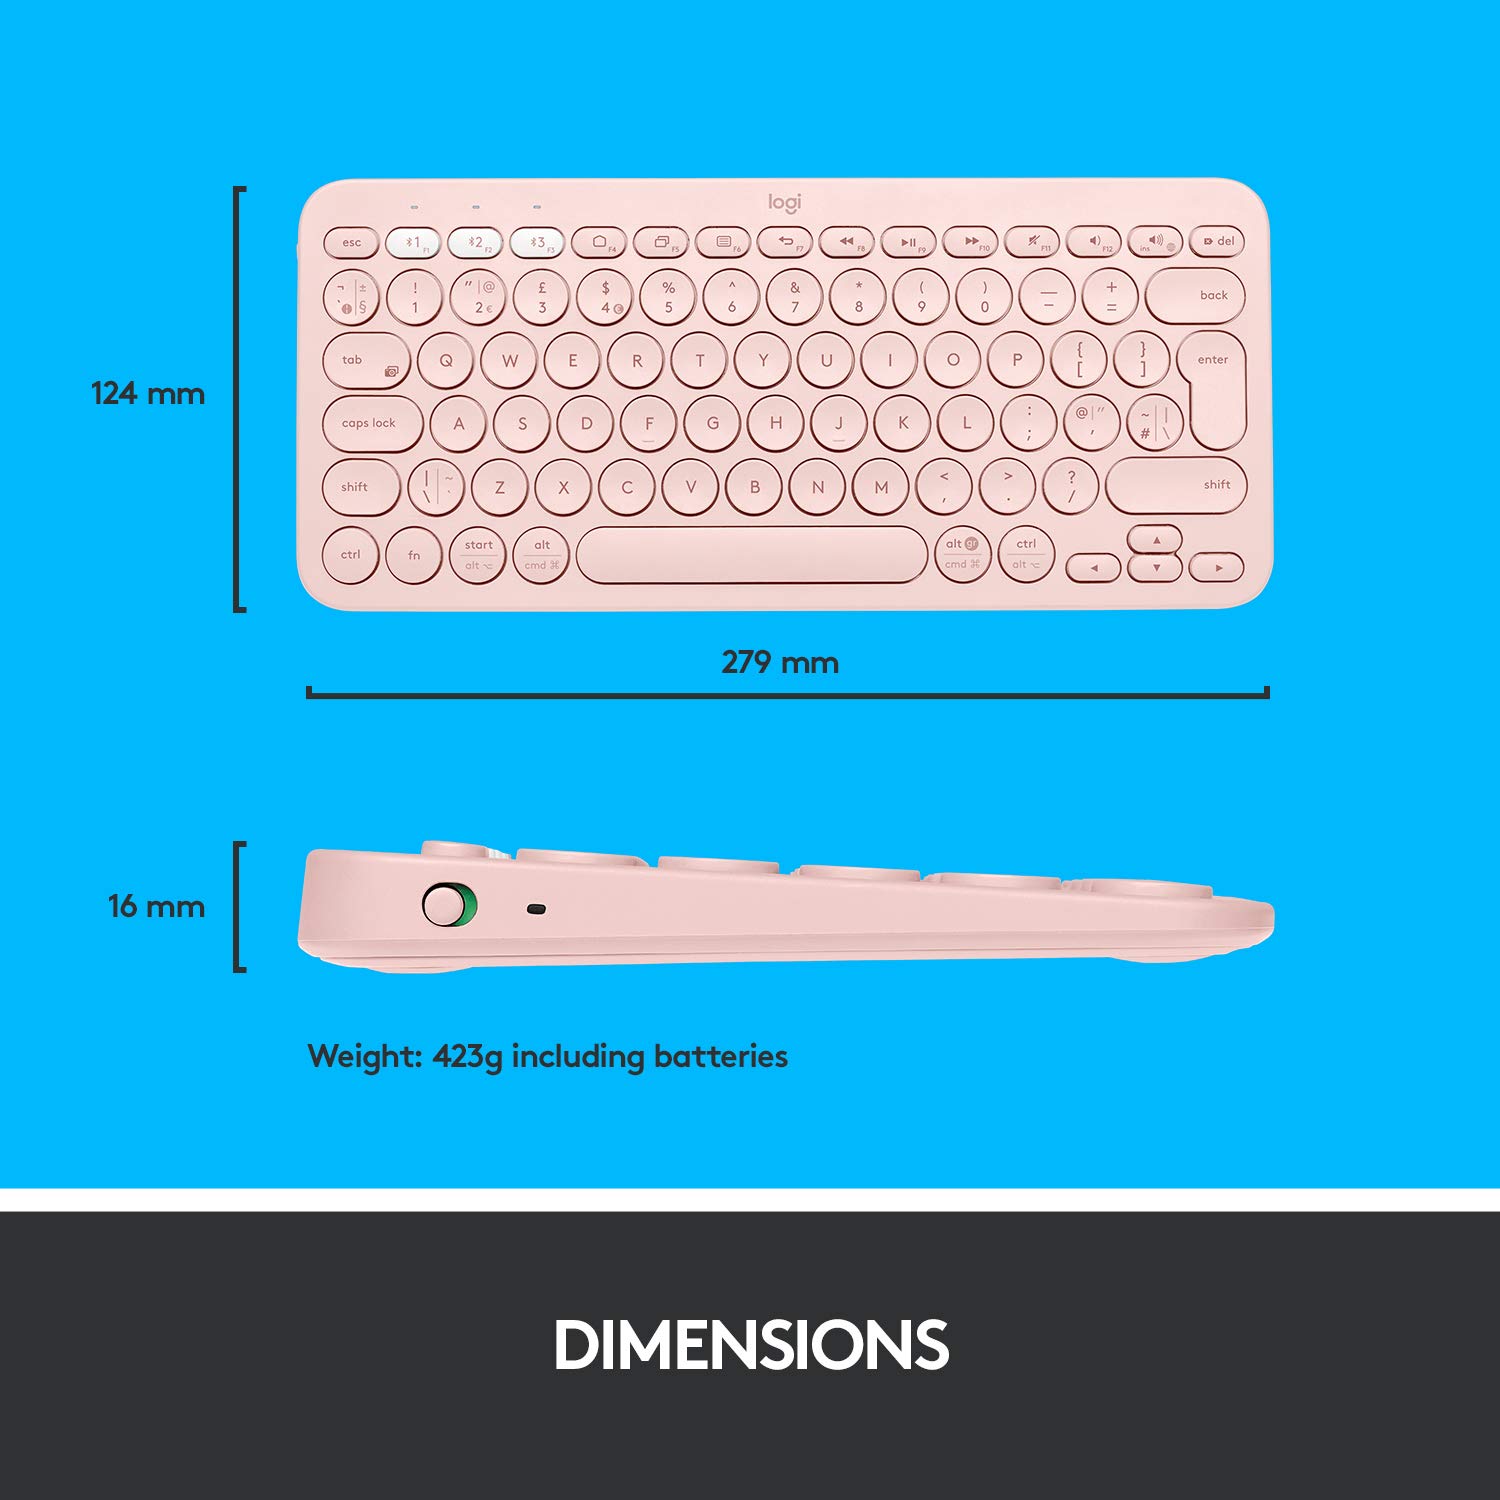 logi
esc 1 F1 2 F2 3 F3 F4 F5 F6 F7 F8 F9 F10 F11 F12 ins del
¬ | ± ` | § ! 1 " | @ 2 € £ 3 $ 4 € % 5 ^ 6 & 7 * 8 ( 9 ) 0 — – + = back
tab Q W E R T Y U I O P { [ } ] enter
124 mm
caps lock A S D F G H J K L : ; @ | " ' ~ | # \
shift | ~ \ ` Z X C V B N M < , > . ? / shift
ctrl fn start alt ⌥ alt cmd ⌘ alt gr cmd ⌘ ctrl alt ⌥ ▲ ◀ ▼ ▶
279 mm
16 mm
Weight: 423g including batteries
DIMENSIONS